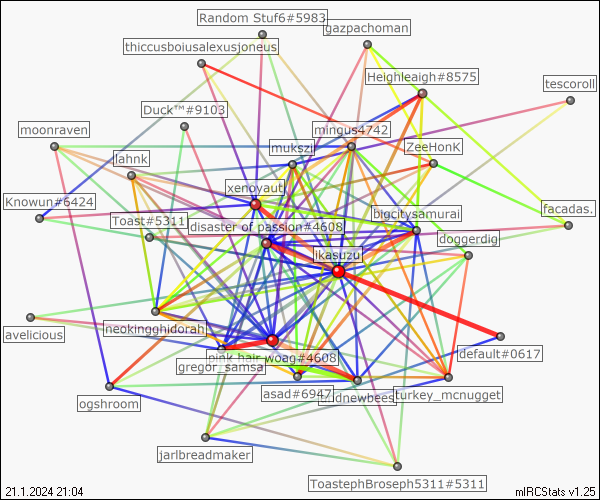 Random Stuf6#5983
gazpachoman
thiccusboiusalexusjoneus
Heighleaigh#8575
tescoroll
Duck™#9103
moonraven
mingus4742
mukszi
ZeeHonK
lahnk
xenoyaut
Knowun#6424
bigcitysamurai
facadas.
Toast#5311
disaster of passion#4608
doggerdig
ikasuzu
avelicious
neokingghidorah
default#0617
pink hair woag#4608
gregor_samsa
asad#6947
turkey_mcnugget
ogshroom
jarlbreadmaker
ToastephBroseph5311#5311
21.1.2024 21:04
mIRCStats v1.25